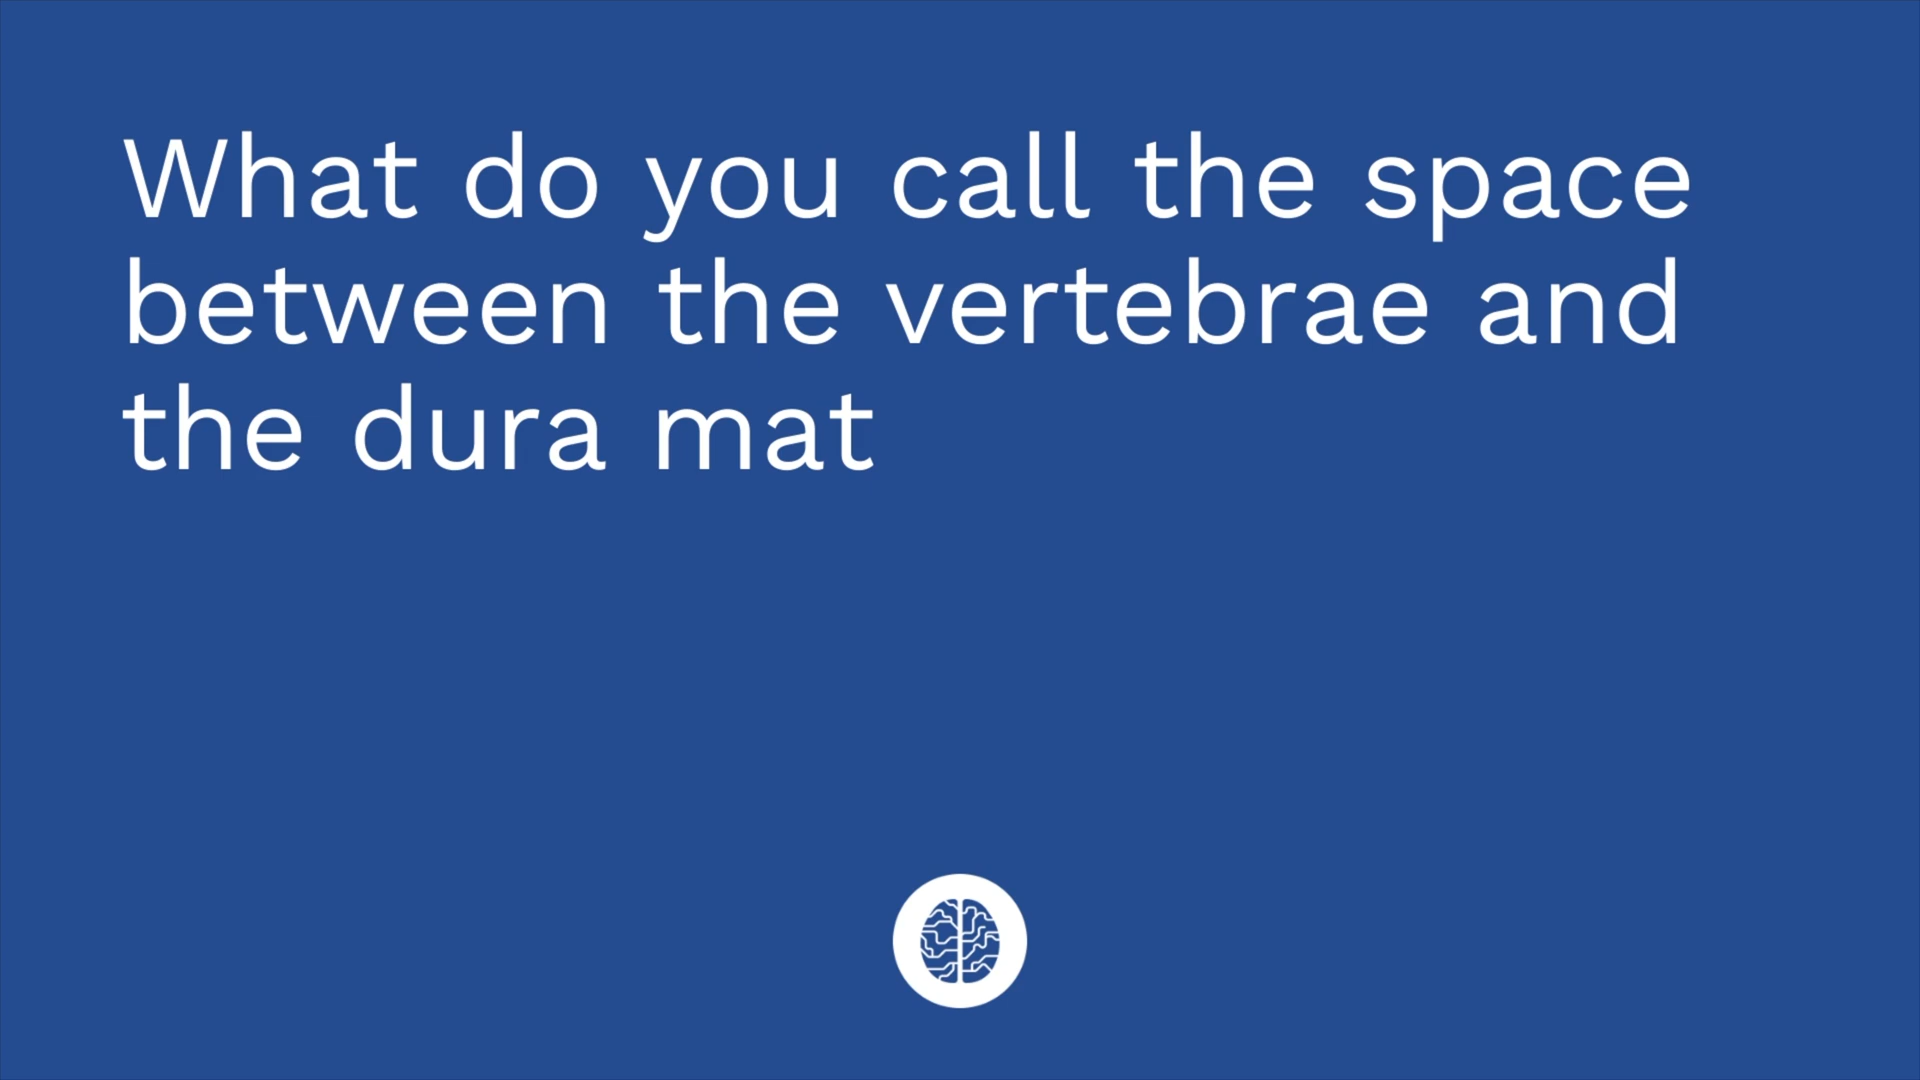 What do you call the space
between the vertebrae and
the dura mat